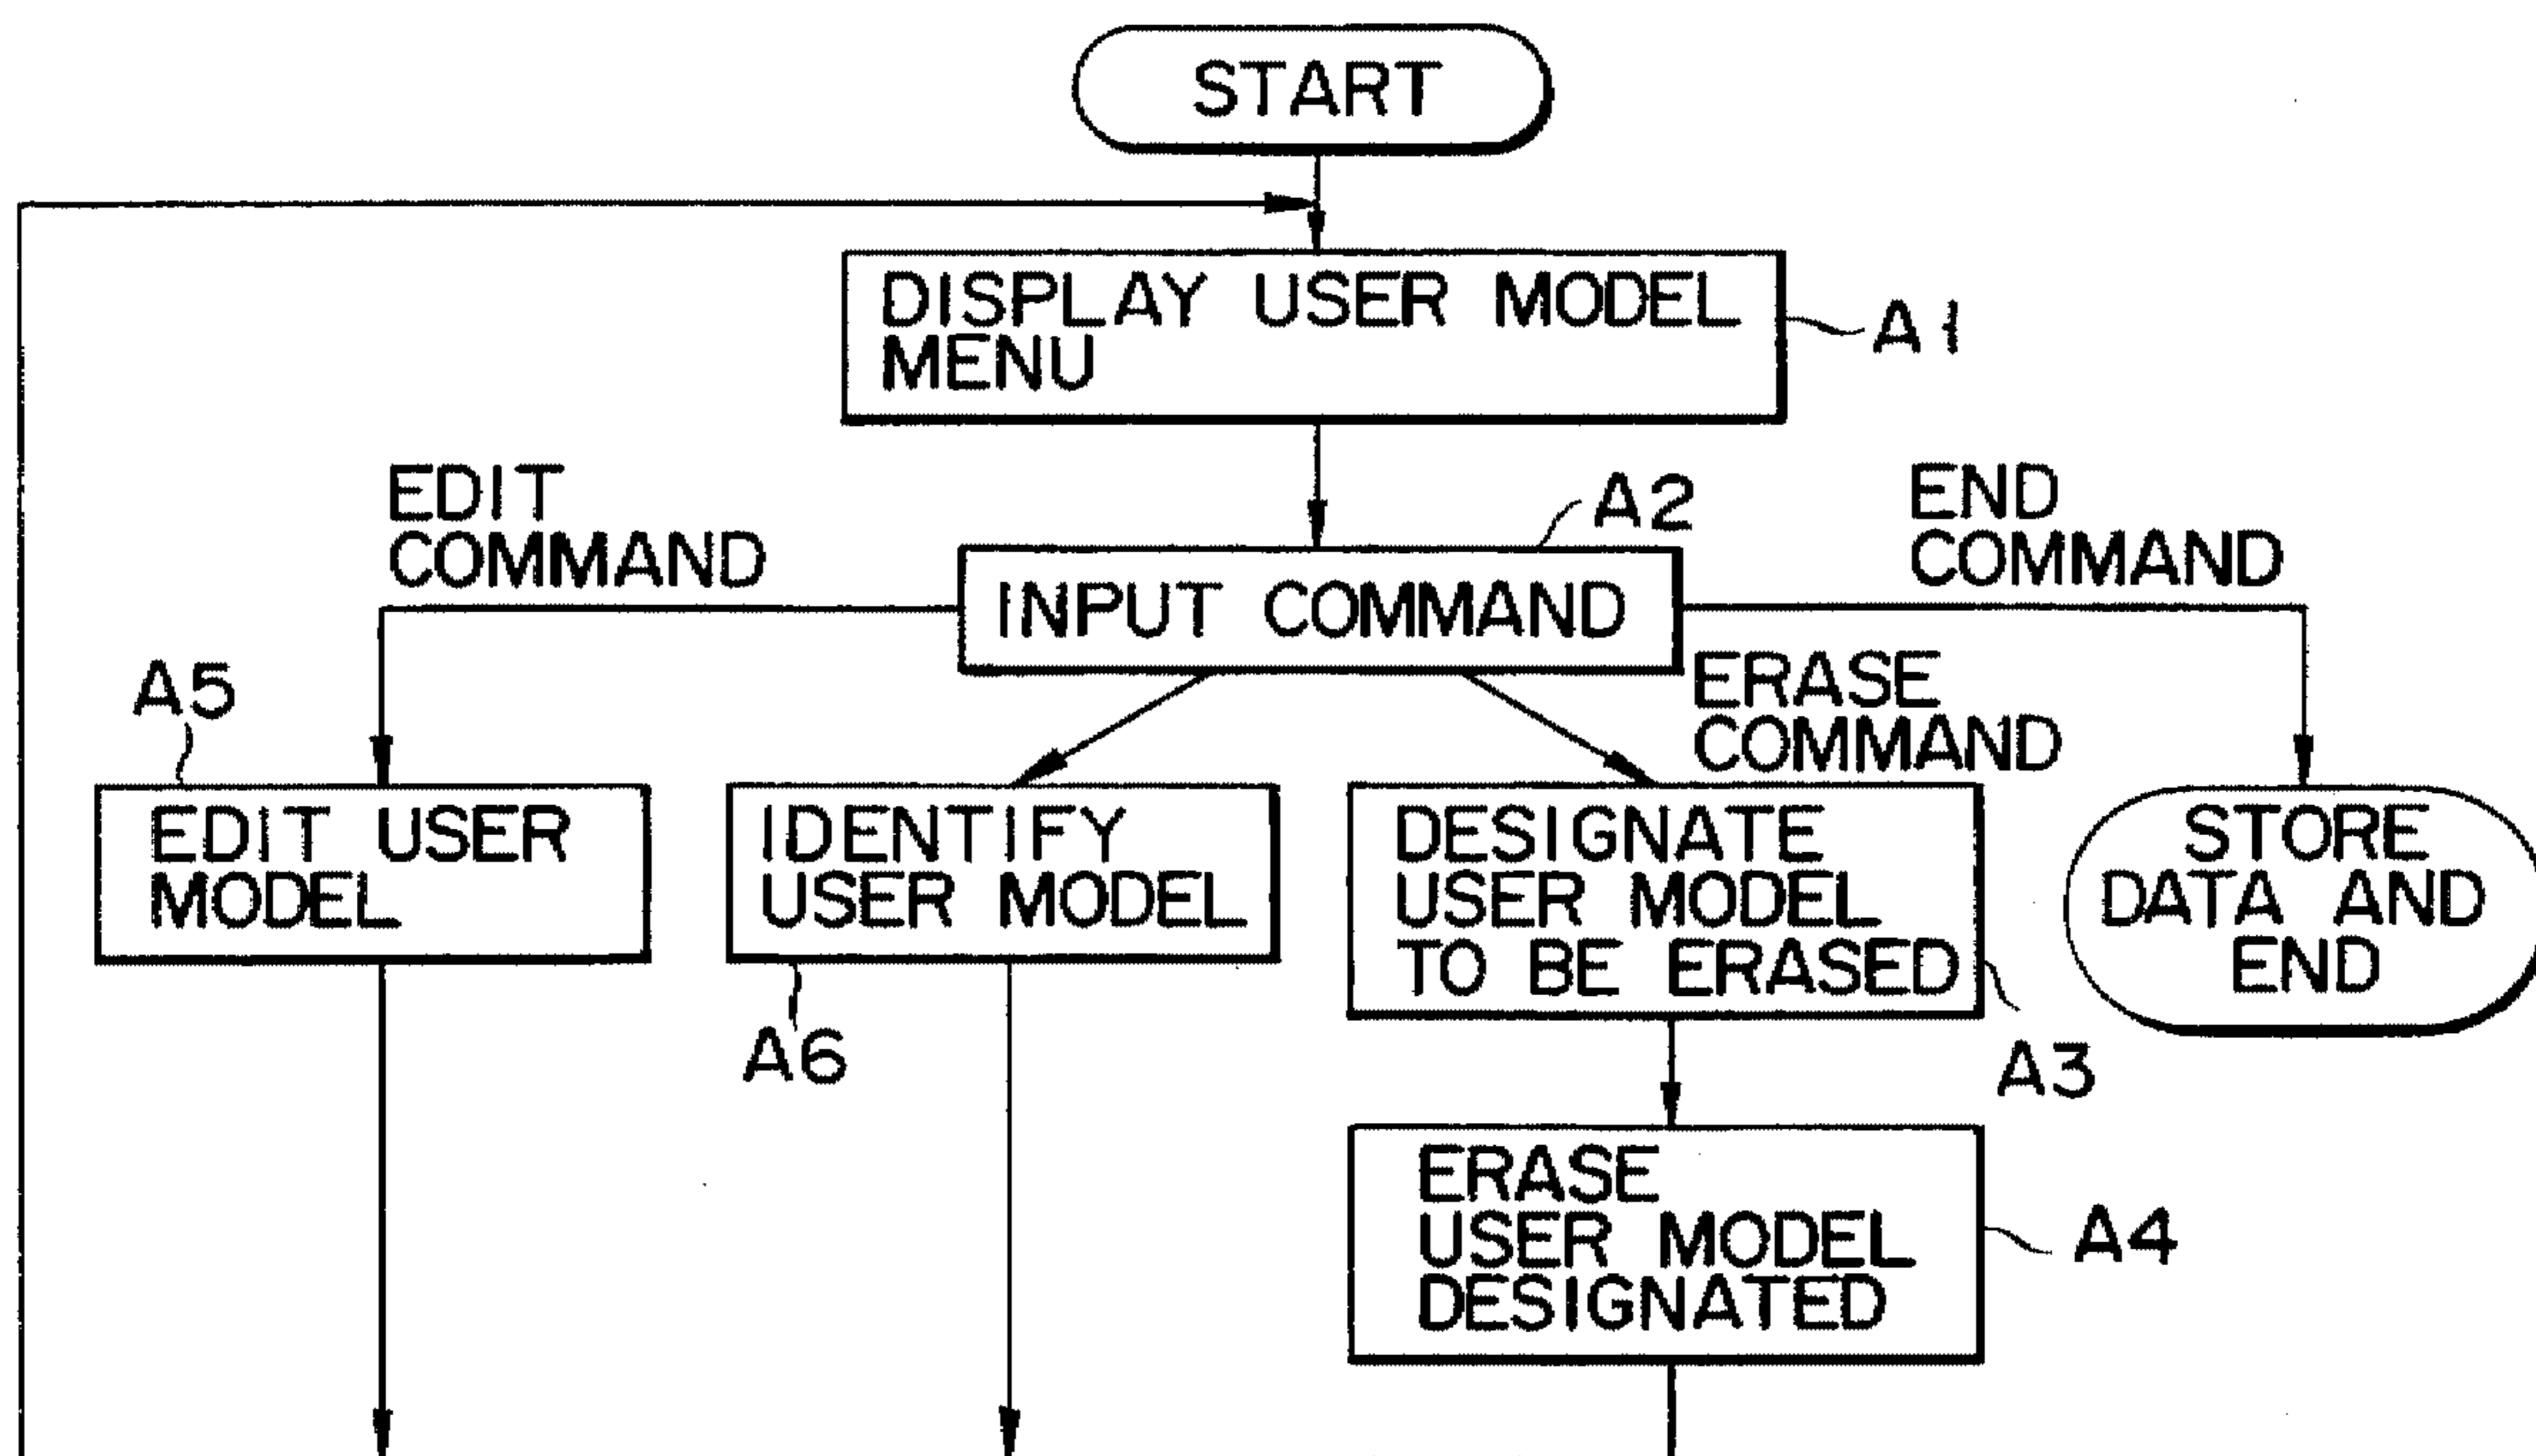 START
DISPLAY USER MODEL
MENU
A1
EDIT
COMMAND
A2
END
COMMAND
INPUT COMMAND
ERASE
COMMAND
A5
EDIT USER
MODEL
IDENTIFY
USER MODEL
DESIGNATE
USER MODEL
TO BE ERASED
STORE
DATA AND
END
A6
A3
ERASE
USER MODEL
DESIGNATED
A4